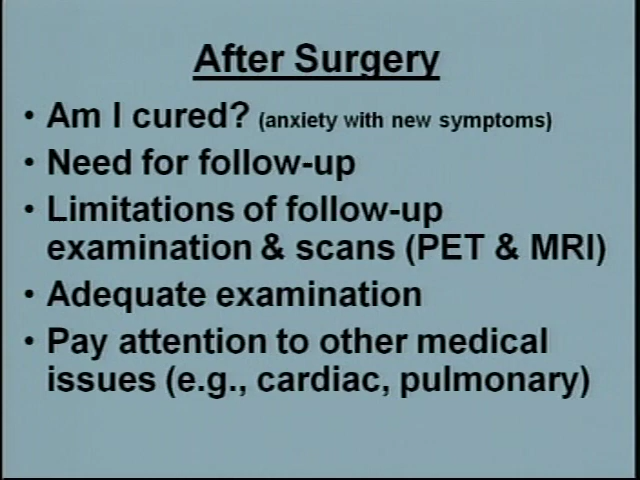 After Surgery
• Am I cured? (anxiety with new symptoms)
• Need for follow-up
• Limitations of follow-up
examination & scans (PET & MRI)
• Adequate examination
• Pay attention to other medical
issues (e.g., cardiac, pulmonary)